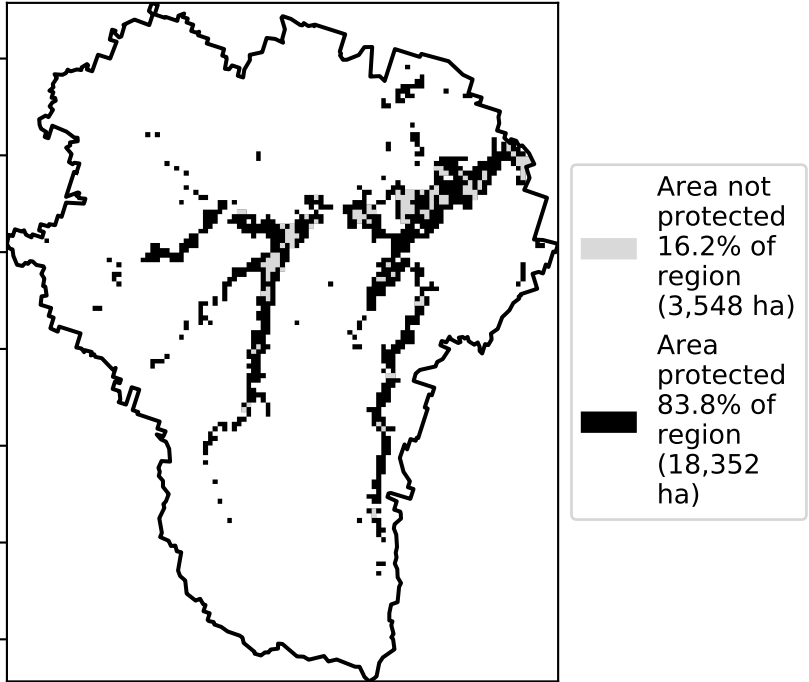 Area not
protected
16.2% of
region
(3,548 ha)
Area
protected
83.8% of
region
(18,352
ha)